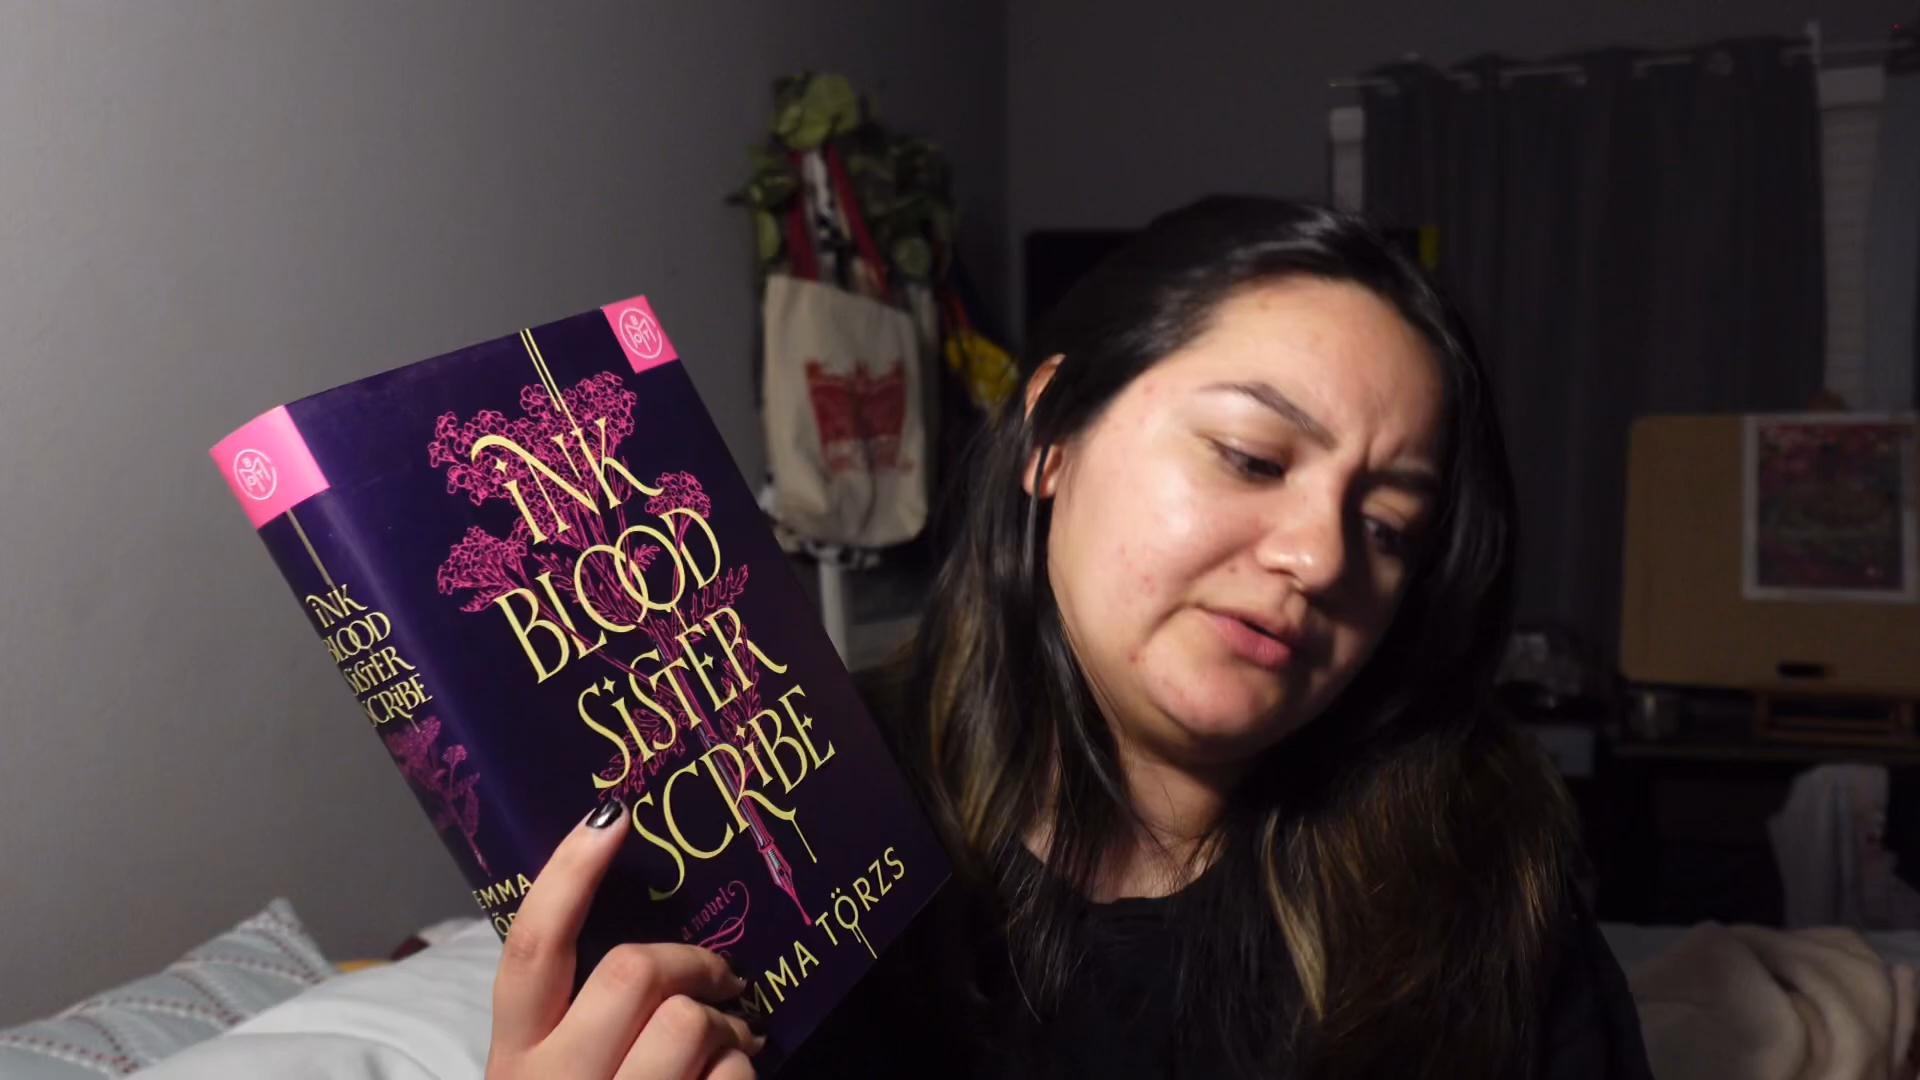 iNK
BLOOD
SiSTER
SCRiBE
a novel
EMMA TÖRZS
iNK
BLOOD
SiSTER
SCRiBE
EMMA